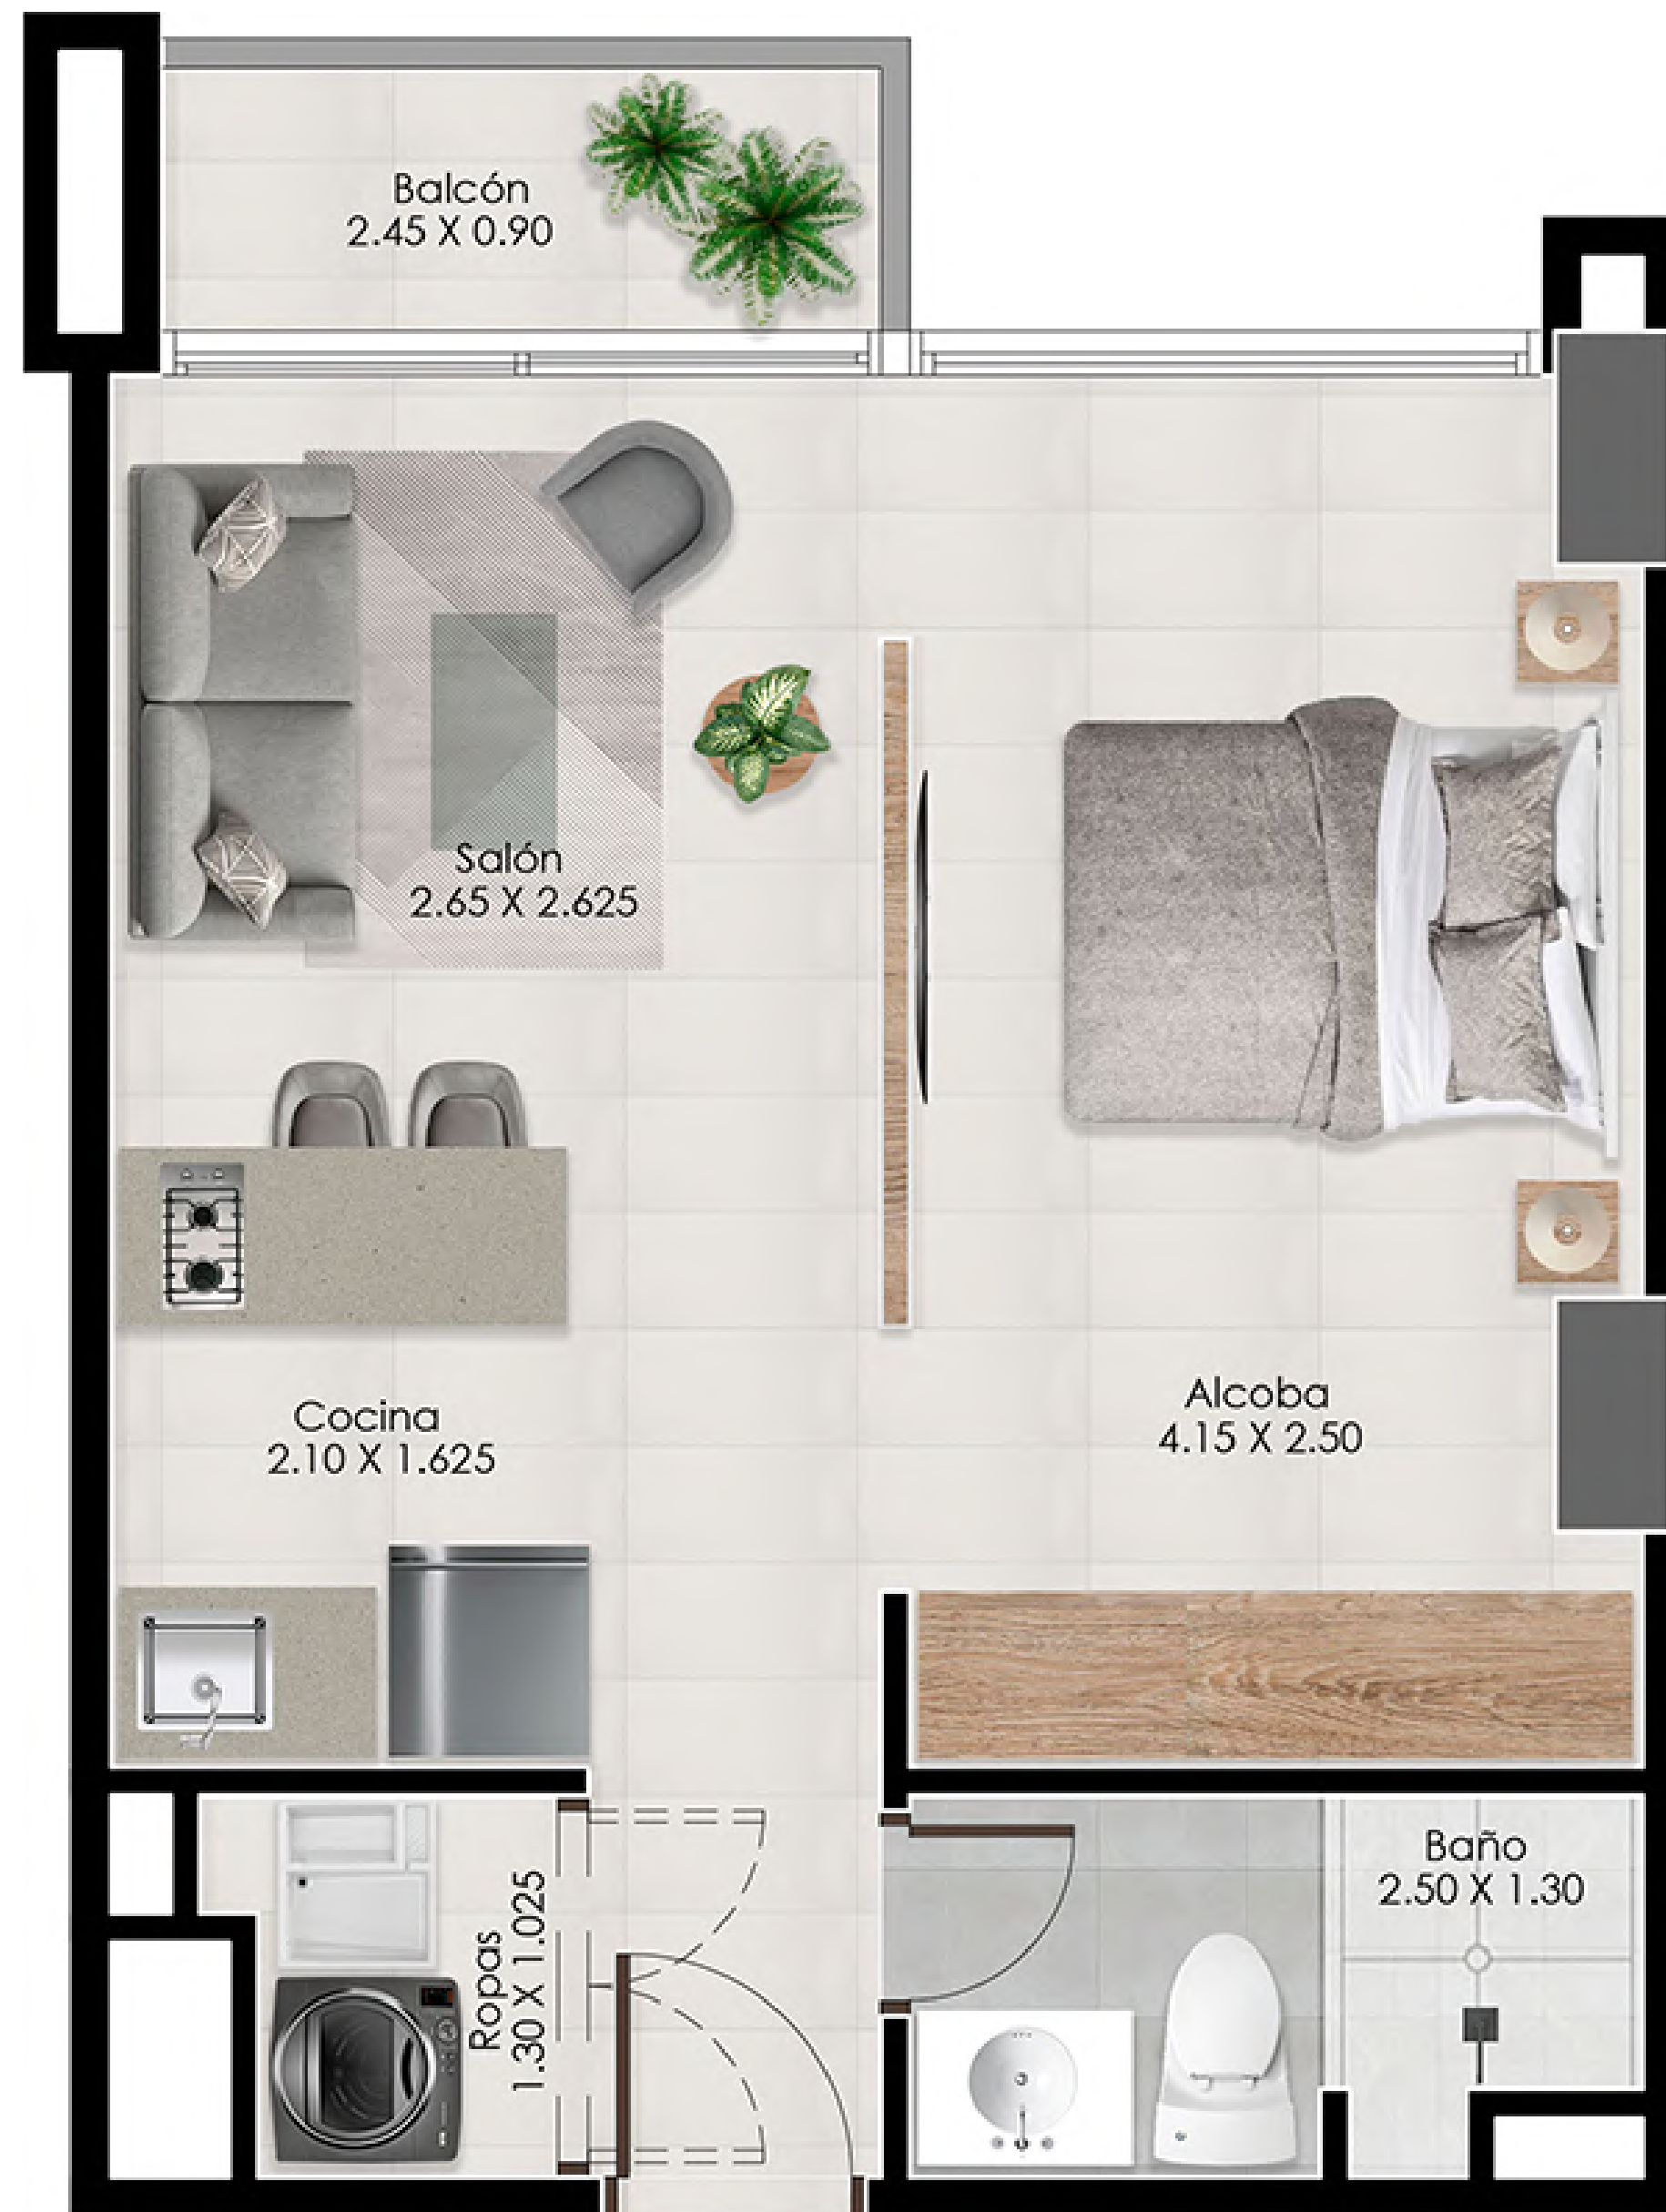 Balcón
2.45 X 0.90
Salón
2.65 X 2.625
Cocina
2.10 X 1.625
Alcoba
4.15 X 2.50
Ropas
1.30 X 1.025
Baño
2.50 X 1.30